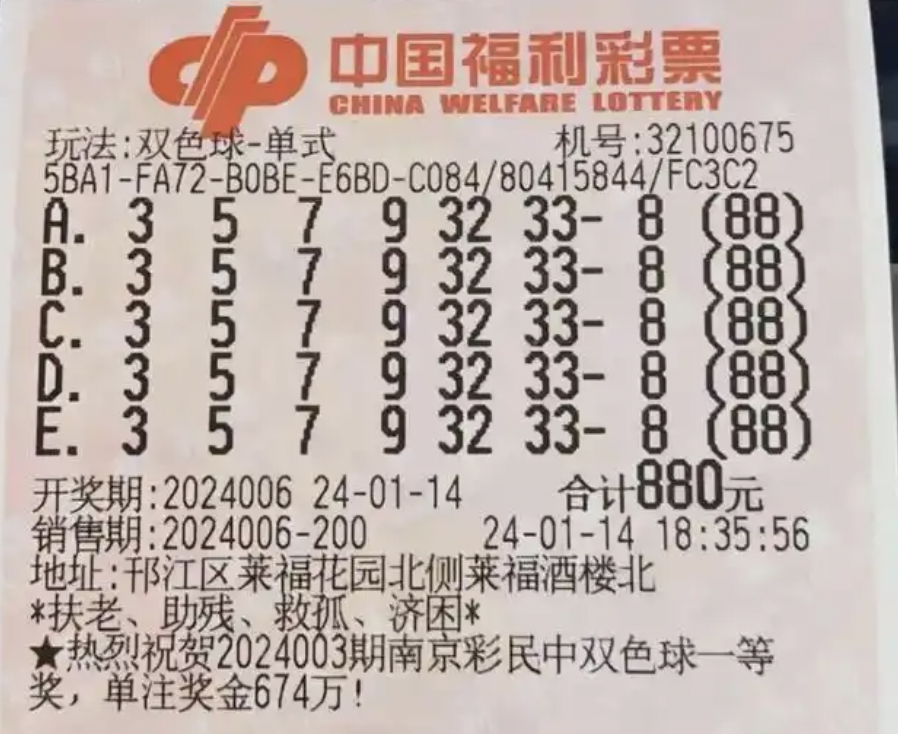 中国福利彩票
CHINA WELFARE LOTTERY
玩法:双色球-单式 机号:32100675
5BA1-FA72-B0BE-E6BD-C084/80415844/FC3C2
A. 3 5 7 9 32 33- 8 (88)
B. 3 5 7 9 32 33- 8 (88)
C. 3 5 7 9 32 33- 8 (88)
D. 3 5 7 9 32 33- 8 (88)
E. 3 5 7 9 32 33- 8 (88)
开奖期:2024006 24-01-14 合计880元
销售期:2024006-200 24-01-14 18:35:56
地址:邗江区莱福花园北侧莱福酒楼北
*扶老、助残、救孤、济困*
★热烈祝贺2024003期南京彩民中双色球一等
奖，单注奖金674万!